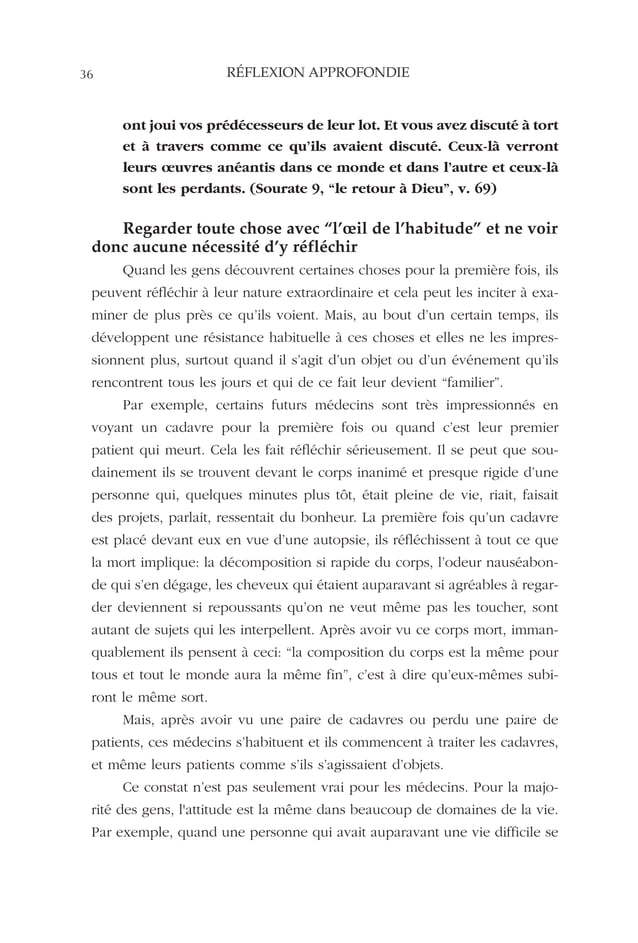 36
RÉFLEXION APPROFONDIE
ont joui vos prédécesseurs de leur lot. Et vous avez discuté à tort
et à travers comme ce qu’ils avaient discuté. Ceux-là verront
leurs œuvres anéantis dans ce monde et dans l’autre et ceux-là
sont les perdants. (Sourate 9, “le retour à Dieu”, v. 69)
Regarder toute chose avec “l’œil de l’habitude” et ne voir
donc aucune nécessité d’y réfléchir
Quand les gens découvrent certaines choses pour la première fois, ils
peuvent réfléchir à leur nature extraordinaire et cela peut les inciter à exa-
miner de plus près ce qu’ils voient. Mais, au bout d’un certain temps, ils
développent une résistance habituelle à ces choses et elles ne les impres-
sionnent plus, surtout quand il s’agit d’un objet ou d’un événement qu’ils
rencontrent tous les jours et qui de ce fait leur devient “familier”.
Par exemple, certains futurs médecins sont très impressionnés en
voyant un cadavre pour la première fois ou quand c’est leur premier
patient qui meurt. Cela les fait réfléchir sérieusement. Il se peut que sou-
dainement ils se trouvent devant le corps inanimé et presque rigide d’une
personne qui, quelques minutes plus tôt, était pleine de vie, riait, faisait
des projets, parlait, ressentait du bonheur. La première fois qu’un cadavre
est placé devant eux en vue d’une autopsie, ils réfléchissent à tout ce que
la mort implique: la décomposition si rapide du corps, l’odeur nauséabon-
de qui s’en dégage, les cheveux qui étaient auparavant si agréables à regar-
der deviennent si repoussants qu’on ne veut même pas les toucher, sont
autant de sujets qui les interpellent. Après avoir vu ce corps mort, imman-
quablement ils pensent à ceci: “la composition du corps est la même pour
tous et tout le monde aura la même fin”, c’est à dire qu’eux-mêmes subi-
ront le même sort.
Mais, après avoir vu une paire de cadavres ou perdu une paire de
patients, ces médecins s’habituent et ils commencent à traiter les cadavres,
et même leurs patients comme s’ils s’agissaient d’objets.
Ce constat n’est pas seulement vrai pour les médecins. Pour la majo-
rité des gens, l'attitude est la même dans beaucoup de domaines de la vie.
Par exemple, quand une personne qui avait auparavant une vie difficile se